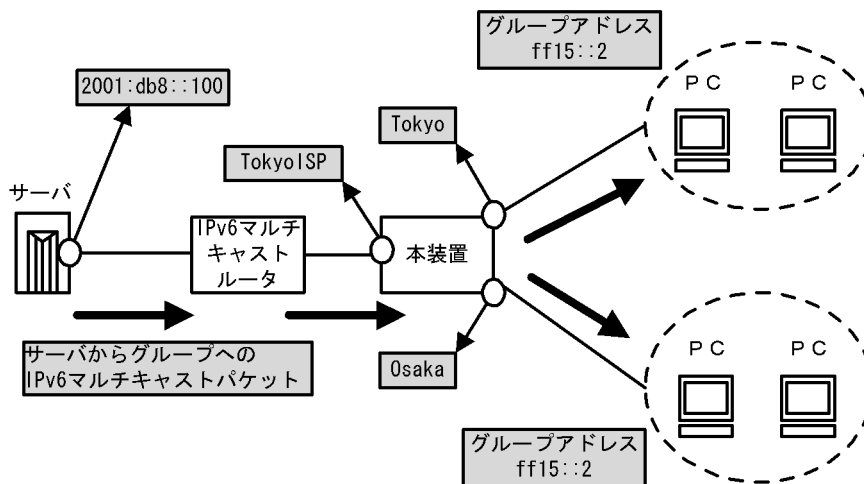 グループアドレス
ff15::2
PC PC
2001:db8::100
Tokyo
TokyoISP
サーバ
IPv6マルチ
キャスト
ルータ
本装置
サーバからグループへの
IPv6マルチキャストパケット
Osaka
PC PC
グループアドレス
ff15::2